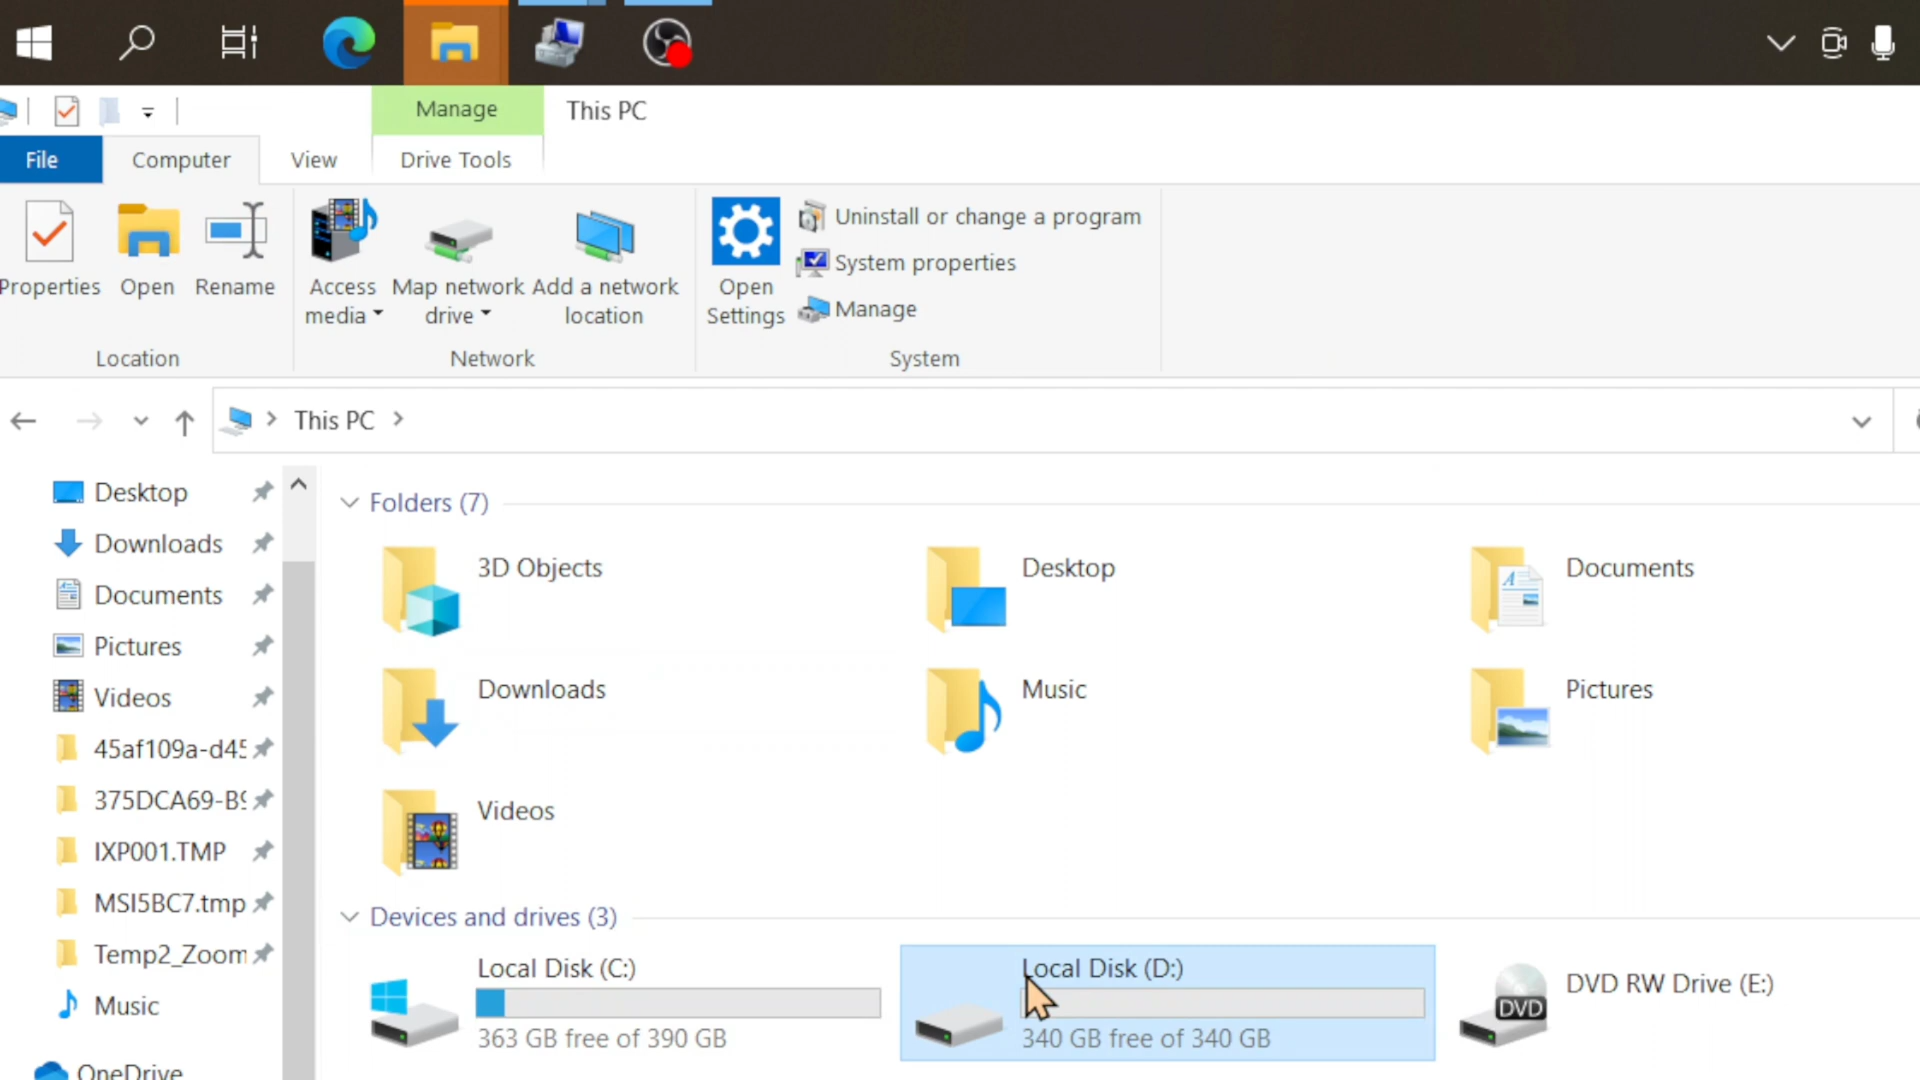 Manage
This PC
File
Computer
View
Drive Tools
Properties
Open
Rename
Access media
Map network drive
Add a network location
Open Settings
Uninstall or change a program
System properties
Manage
Location
Network
System
This PC
Desktop
Downloads
Documents
Pictures
Videos
45af109a-d45
375DCA69-B9
IXP001.TMP
MSI5BC7.tmp
Temp2_Zoom
Music
OneDrive
Folders (7)
3D Objects
Desktop
Documents
Downloads
Music
Pictures
Videos
Devices and drives (3)
Local Disk (C:)
363 GB free of 390 GB
Local Disk (D:)
340 GB free of 340 GB
DVD
DVD RW Drive (E:)